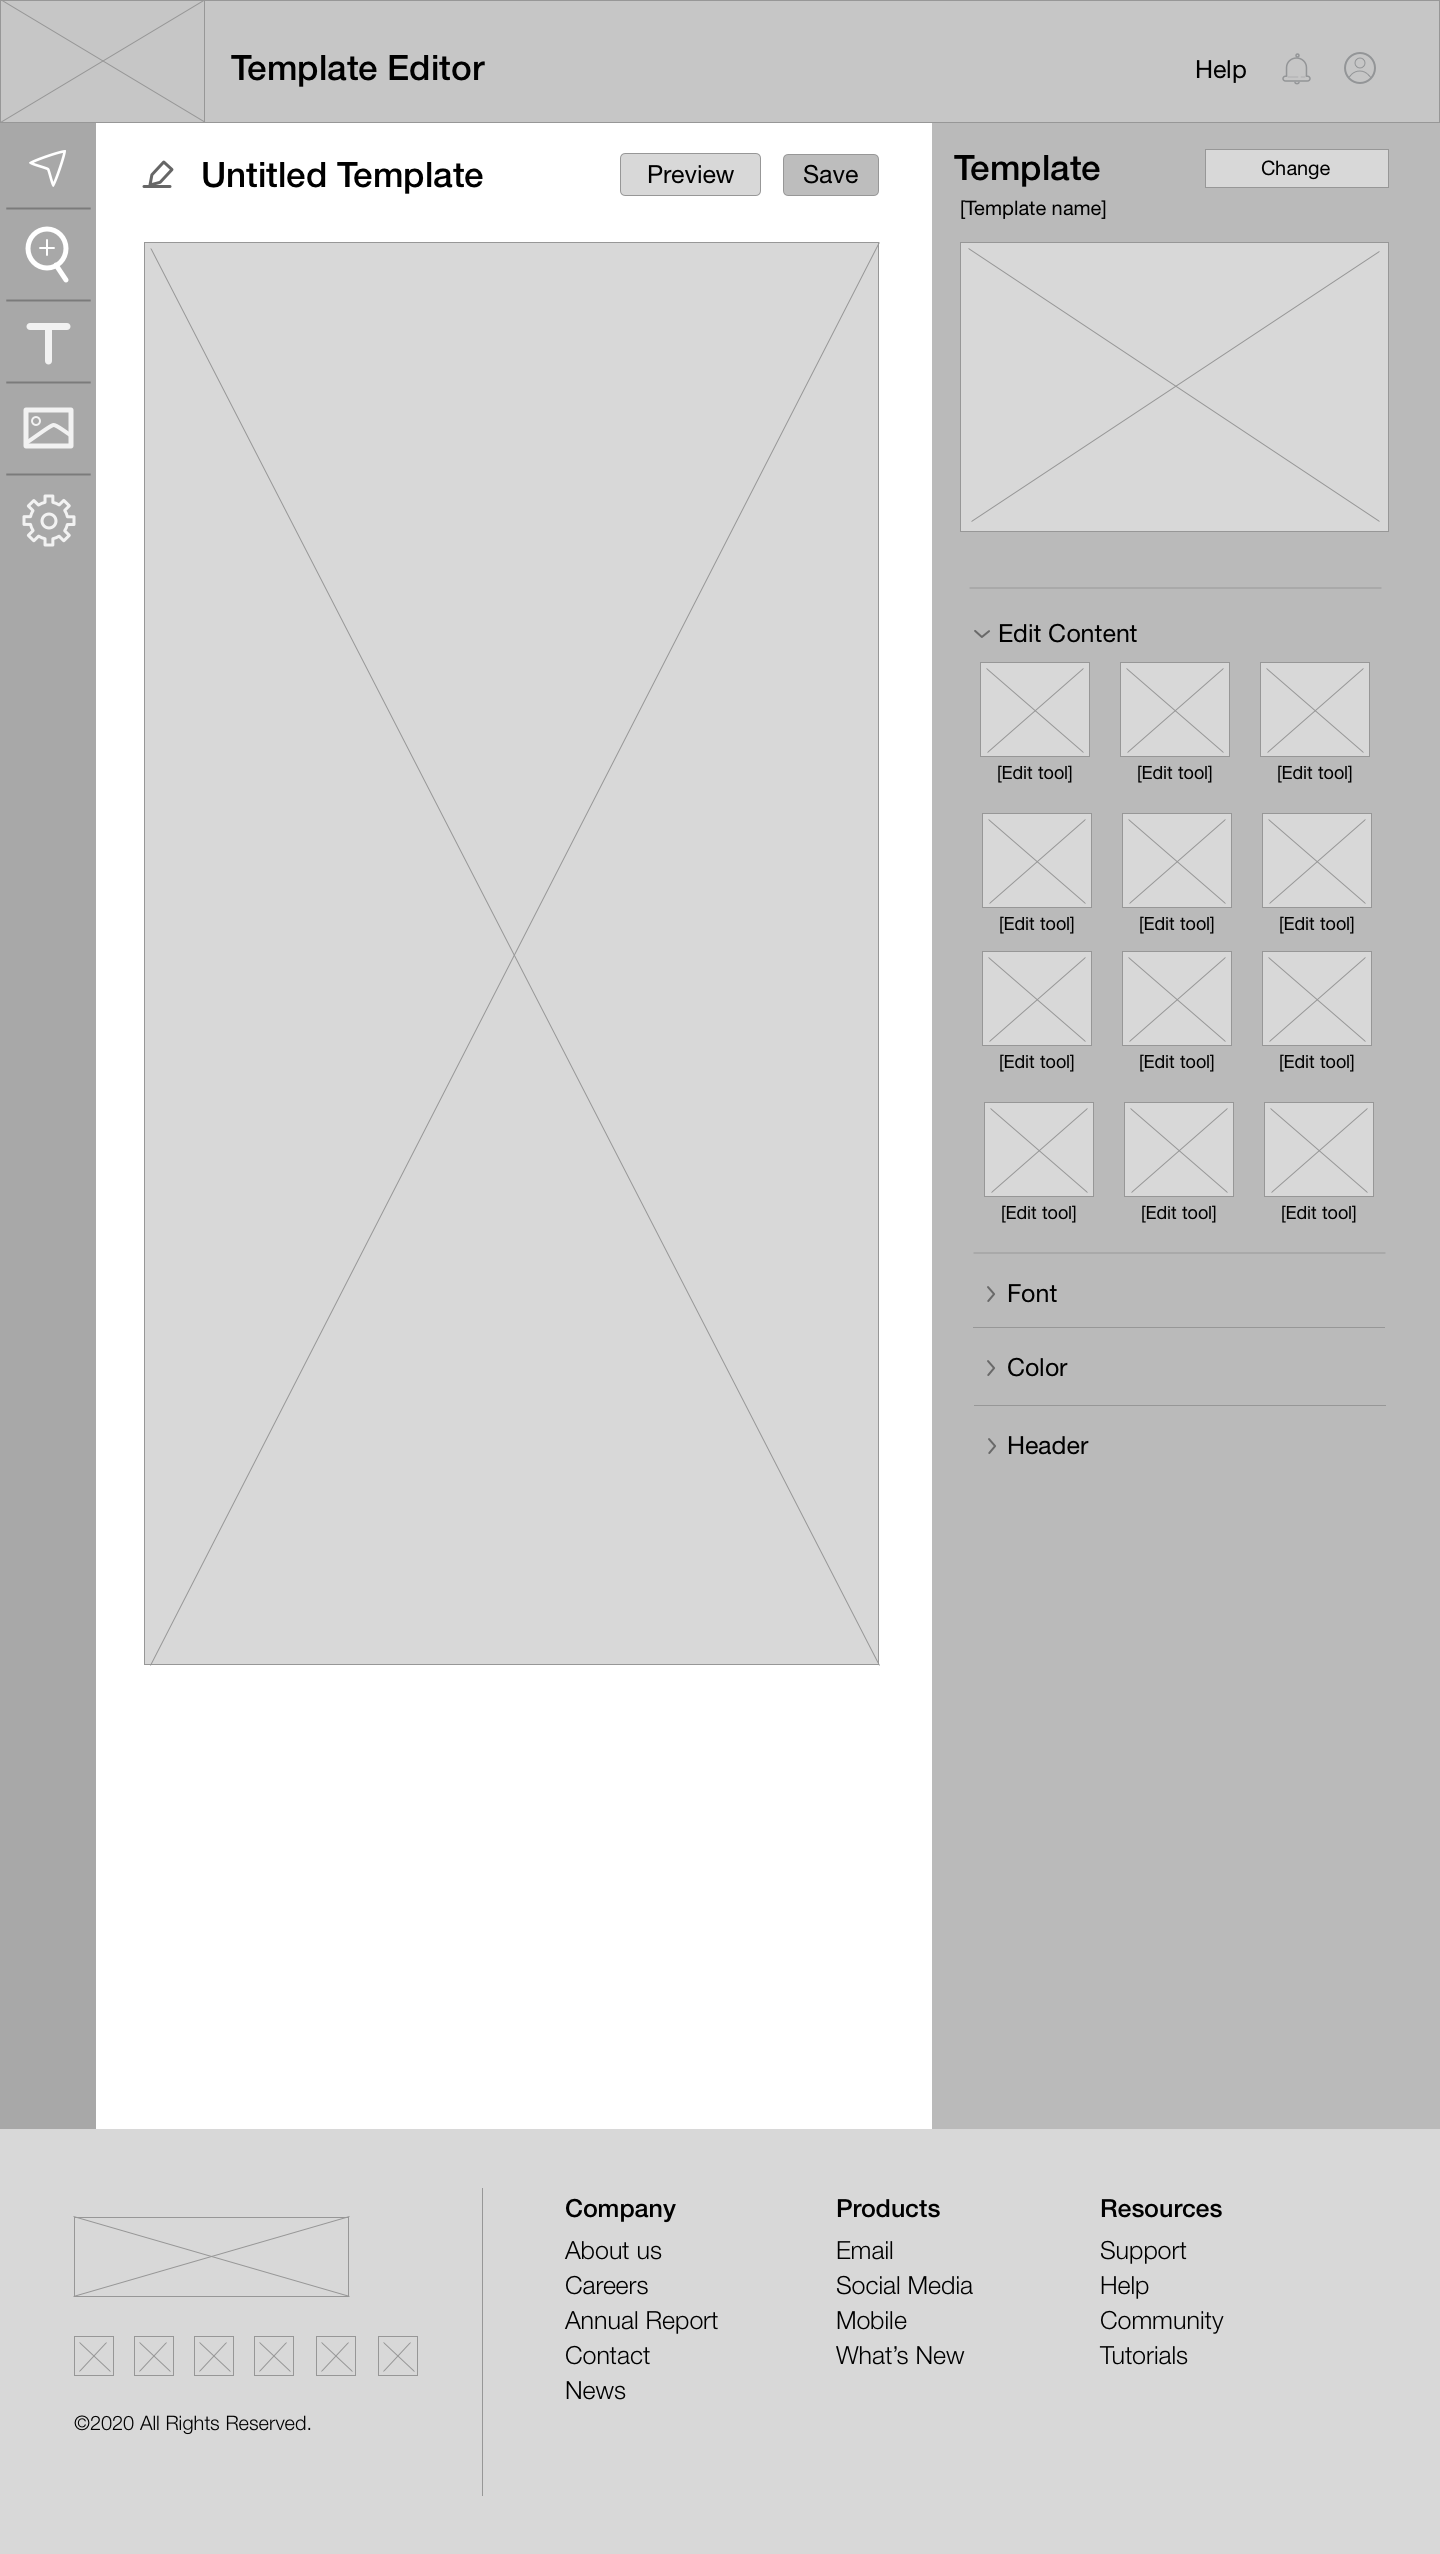 Template Editor
Help
Untitled Template
Preview
Save
Template
Change
[Template name]
Edit Content
[Edit tool] [Edit tool] [Edit tool]
[Edit tool] [Edit tool] [Edit tool]
[Edit tool] [Edit tool] [Edit tool]
[Edit tool] [Edit tool] [Edit tool]
Font
Color
Header
©2020 All Rights Reserved.
Company
About us
Careers
Annual Report
Contact
News
Products
Email
Social Media
Mobile
What’s New
Resources
Support
Help
Community
Tutorials